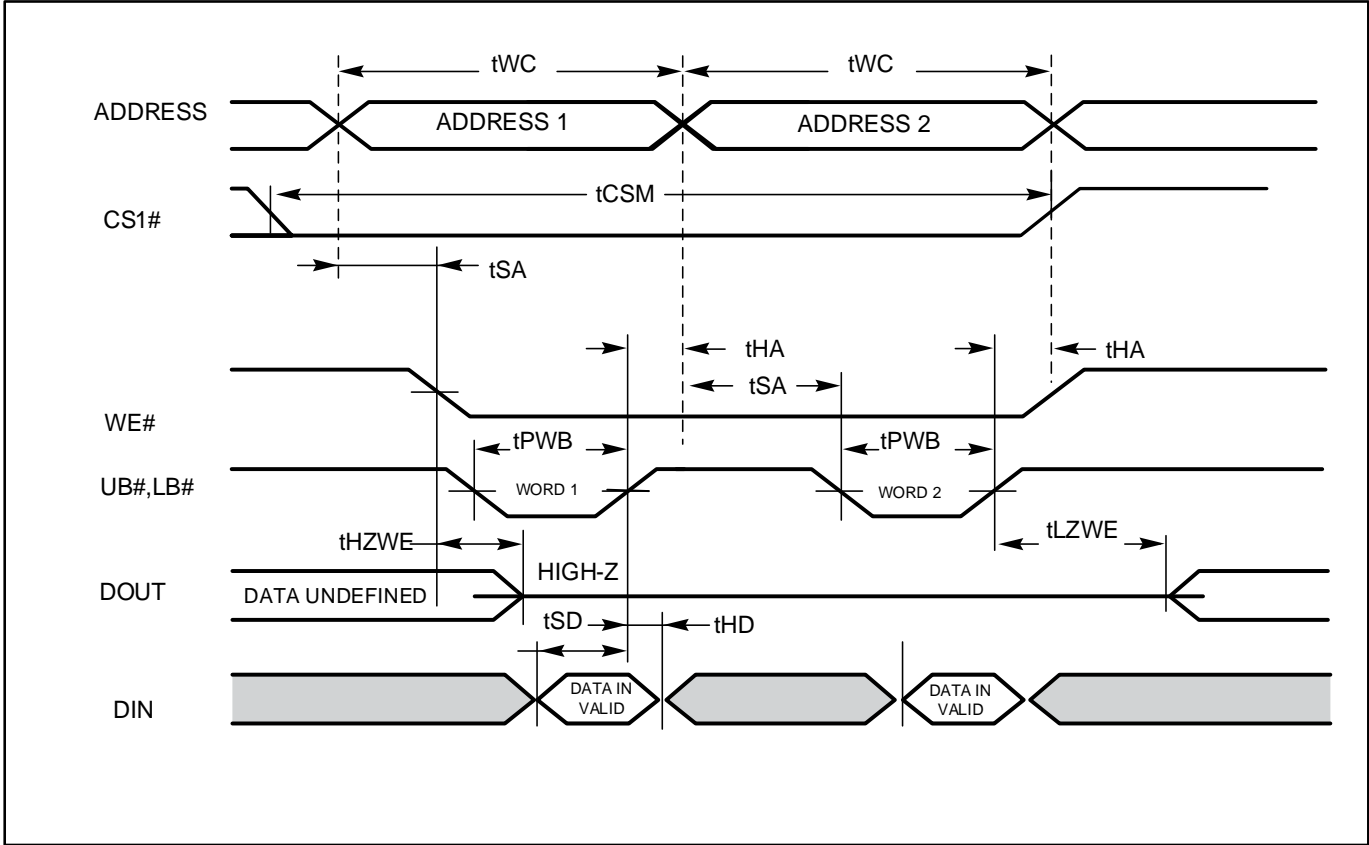 tWC tWC
ADDRESS ADDRESS 1 ADDRESS 2
tCSM
CS1#
tSA
tHA tHA
tSA
WE#
tPWB tPWB
UB#,LB# WORD 1 WORD 2
tHZWE tLZWE
HIGH-Z
DOUT DATA UNDEFINED
tSD tHD
DIN DATA IN VALID DATA IN VALID